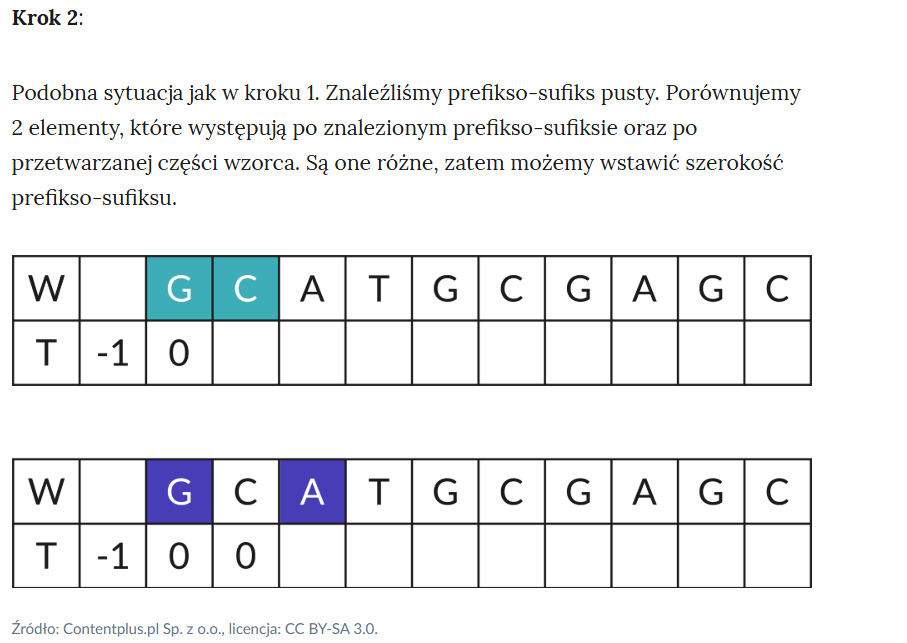 Krok 2:
Podobna sytuacja jak w kroku 1. Znaleźliśmy prefikso-sufiks pusty. Porównujemy
2 elementy, które występują po znalezionym prefikso-sufiksie oraz po
przetwarzanej części wzorca. Są one różne, zatem możemy wstawić szerokość
prefikso-sufiksu.
W G C A T G C G A G C
T -1 0
W G C A T G C G A G C
T -1 0 0
Źródło: Contentplus.pl Sp. z o.o., licencja: CC BY-SA 3.0.